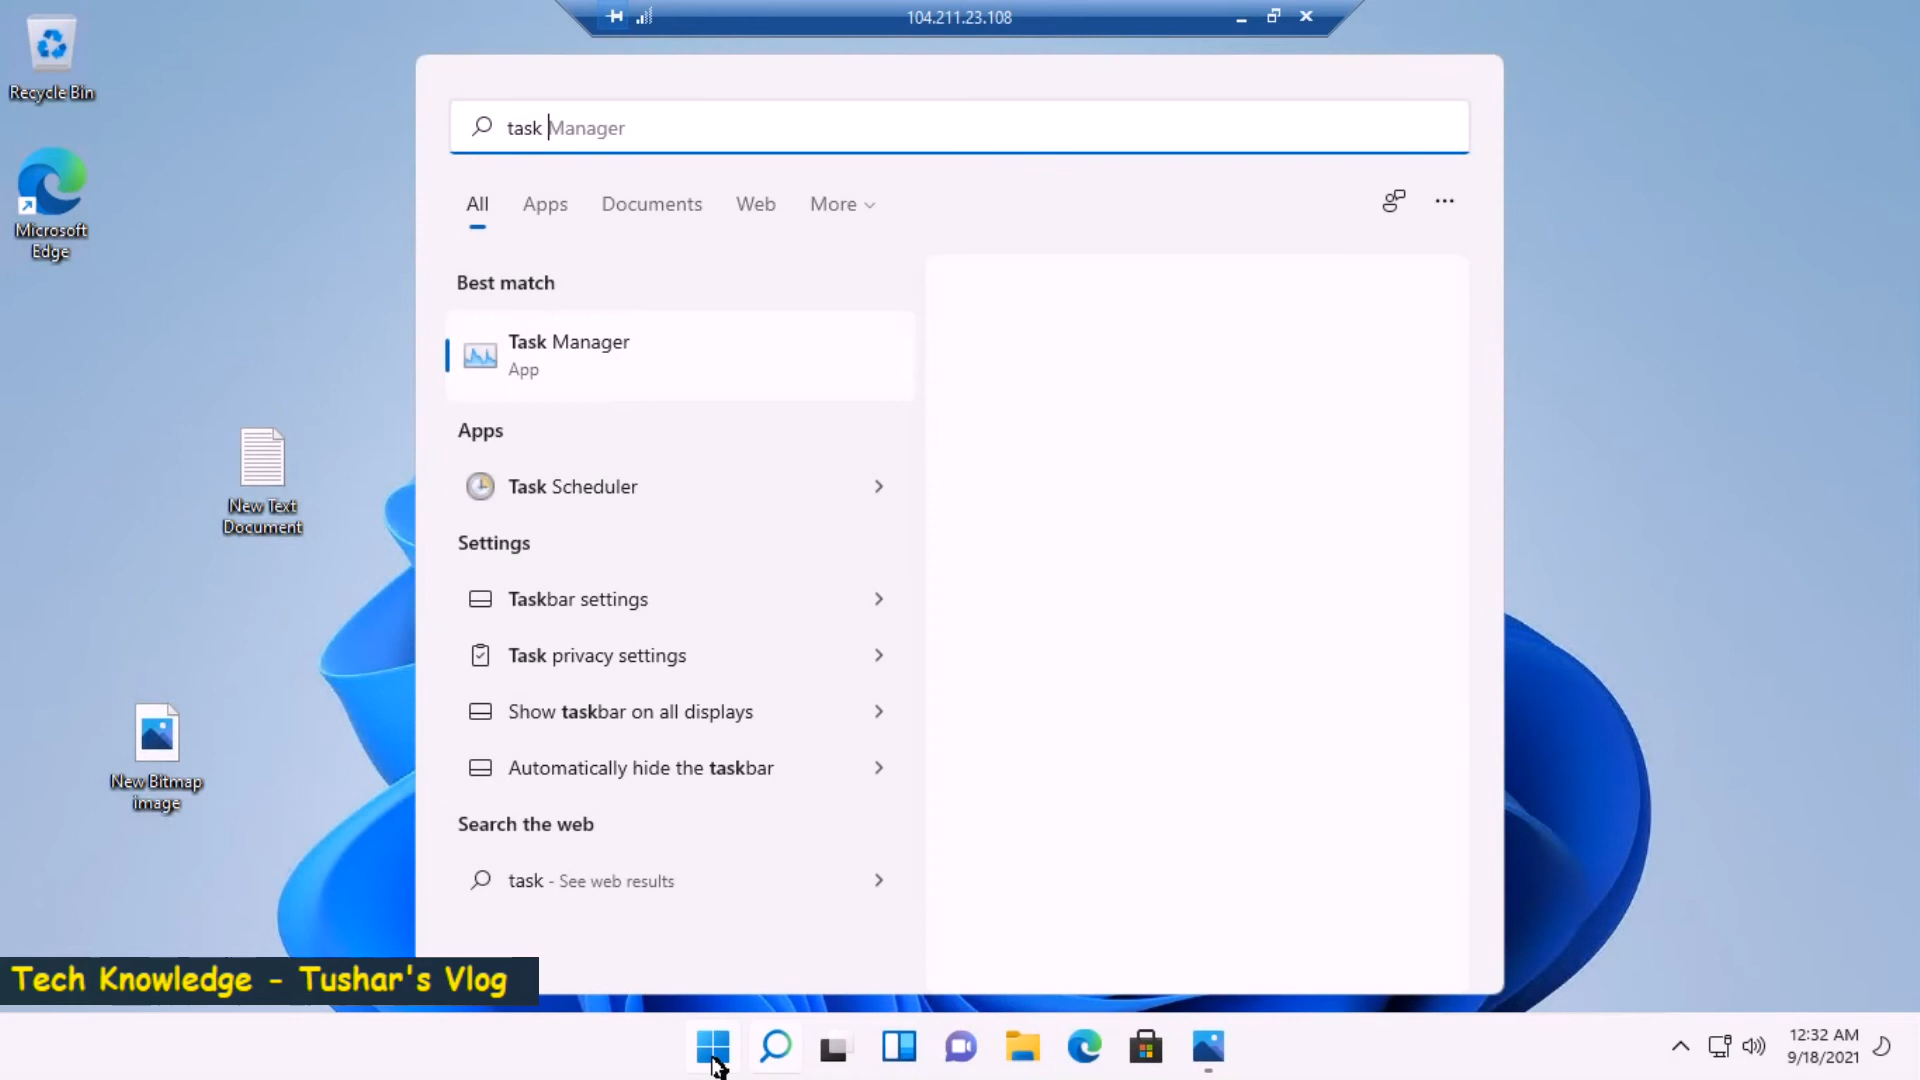 104.211.23.108
Recycle Bin
Microsoft
Edge
New Text
Document
New Bitmap
image
task Manager
All
Apps
Documents
Web
More
Best match
Task Manager
App
Apps
Task Scheduler
Settings
Taskbar settings
Task privacy settings
Show taskbar on all displays
Automatically hide the taskbar
Search the web
task - See web results
Tech Knowledge - Tushar's Vlog
12:32 AM
9/18/2021